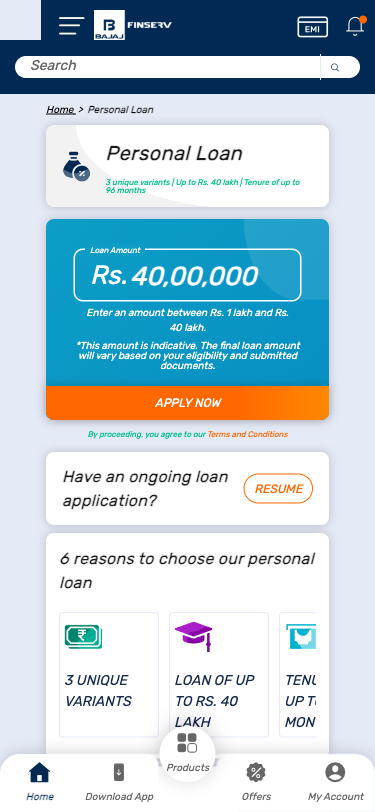 BAJAJ FINSERV
EMI
Search
Home > Personal Loan
Personal Loan
3 unique variants | Up to Rs. 40 lakh | Tenure of up to
96 months
Loan Amount
Rs. 40,00,000
Enter an amount between Rs. 1 lakh and Rs.
40 lakh.
*This amount is indicative. The final loan amount
will vary based on your eligibility and submitted
documents.
APPLY NOW
By proceeding, you agree to our Terms and Conditions
Have an ongoing loan
application?
RESUME
6 reasons to choose our personal
loan
3 UNIQUE
VARIANTS
LOAN OF UP
TO RS. 40
LAKH
TENU
UP TO
MON
Home
Download App
Products
Offers
My Account